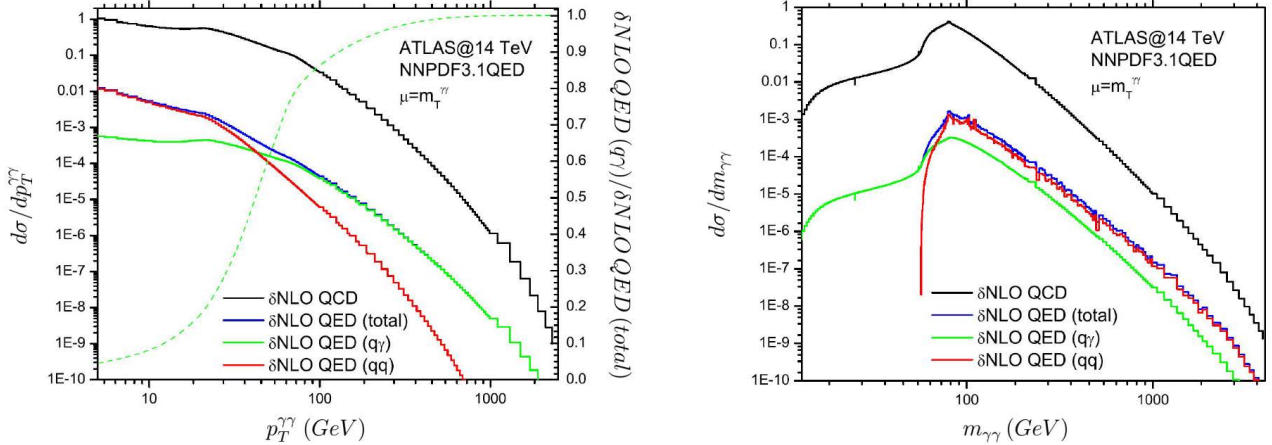 1
0.1
0.01
1E-3
1E-4
1E-5
1E-6
1E-7
1E-8
1E-9
1E-10
dσ/dp_T^γγ
ATLAS@14 TeV
NNPDF3.1QED
μ=m_T^γγ
δNLO QCD
δNLO QED (total)
δNLO QED (qγ)
δNLO QED (qq)
10
100
1000
p_T^γγ (GeV)
1.0
0.9
0.8
0.7
0.6
0.5
0.4
0.3
0.2
0.1
0.0
δNLO QED (qγ)/δNLO QED (total)
1
0.1
0.01
1E-3
1E-4
1E-5
1E-6
1E-7
1E-8
1E-9
1E-10
dσ/dm_γγ
ATLAS@14 TeV
NNPDF3.1QED
μ=m_T^γγ
δNLO QCD
δNLO QED (total)
δNLO QED (qγ)
δNLO QED (qq)
100
1000
m_γγ (GeV)